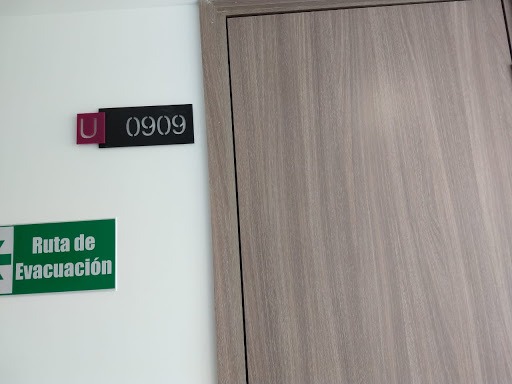 U 0909
Ruta de
Evacuación